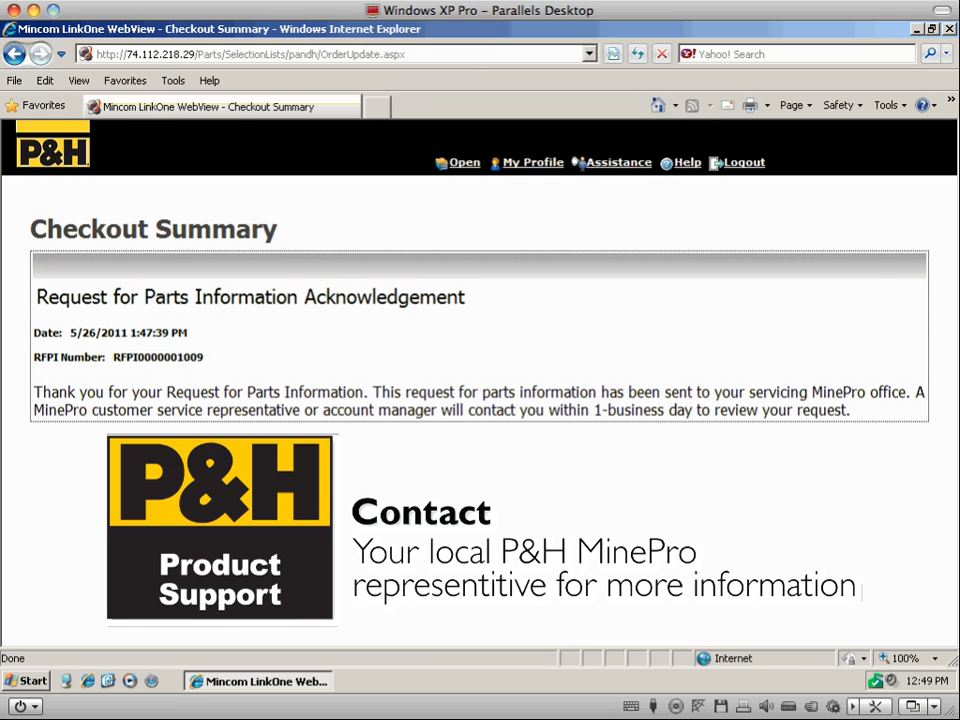 Windows XP Pro – Parallels Desktop
Mincom LinkOne WebView - Checkout Summary - Windows Internet Explorer
http://74.112.218.29/Parts/SelectionLists/pandh/OrderUpdate.aspx
Yahoo! Search
File Edit View Favorites Tools Help
Favorites
Mincom LinkOne WebView - Checkout Summary
Page
Safety
Tools
P&H
Open My Profile Assistance Help Logout
Checkout Summary
Request for Parts Information Acknowledgement
Date: 5/26/2011 1:47:39 PM
RFPI Number: RFPI0000001009
Thank you for your Request for Parts Information. This request for parts information has been sent to your servicing MinePro office. A
MinePro customer service representative or account manager will contact you within 1-business day to review your request.
P&H
Product
Support
Contact
Your local P&H MinePro
representitive for more information
Done
Internet
100%
Start
Mincom LinkOne Web...
12:49 PM